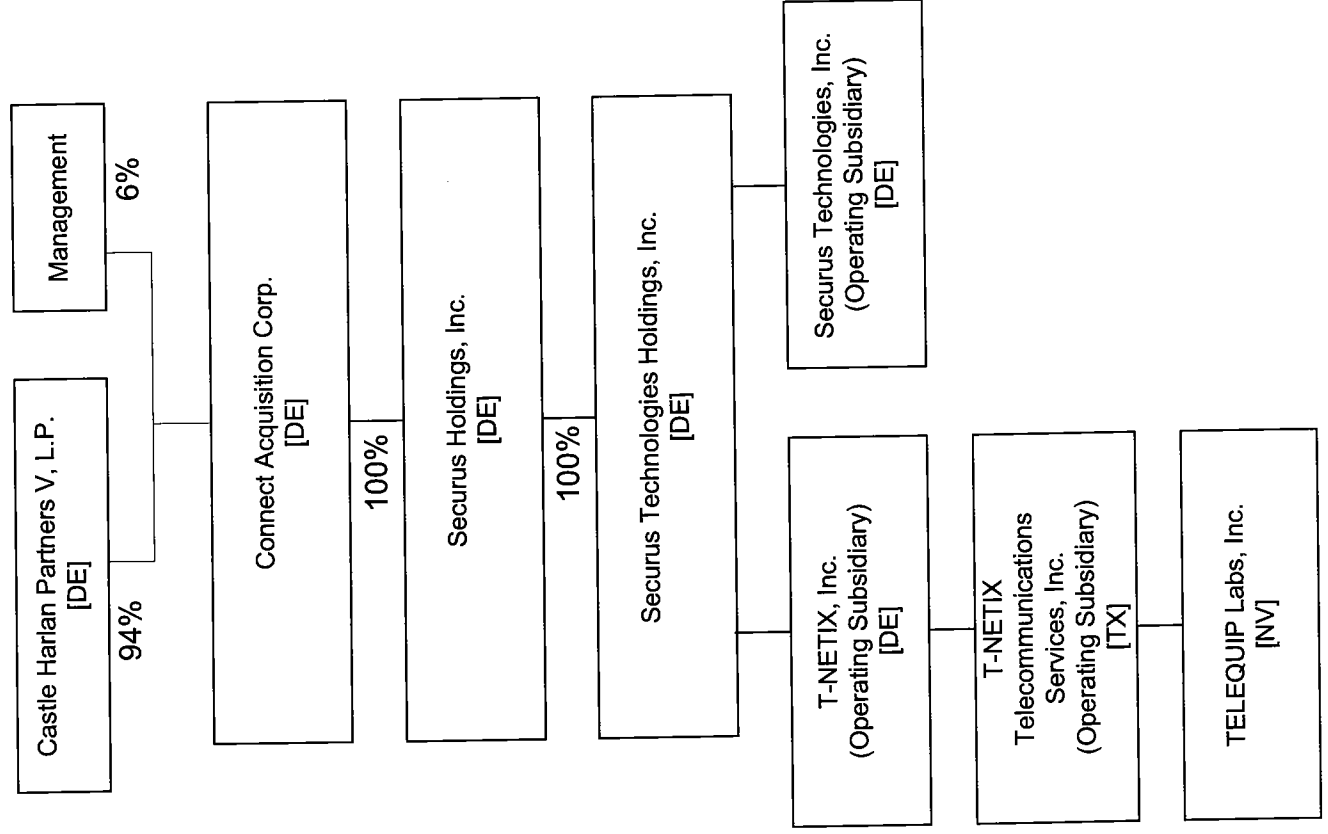 Castle Harlan Partners V, L.P.
[DE]
Management
94%
6%
Connect Acquisition Corp.
[DE]
100%
Securus Holdings, Inc.
[DE]
100%
Securus Technologies Holdings, Inc.
[DE]
T-NETIX, Inc.
(Operating Subsidiary)
[DE]
Securus Technologies, Inc.
(Operating Subsidiary)
[DE]
T-NETIX
Telecommunications
Services, Inc.
(Operating Subsidiary)
[TX]
TELEQUIP Labs, Inc.
[NV]